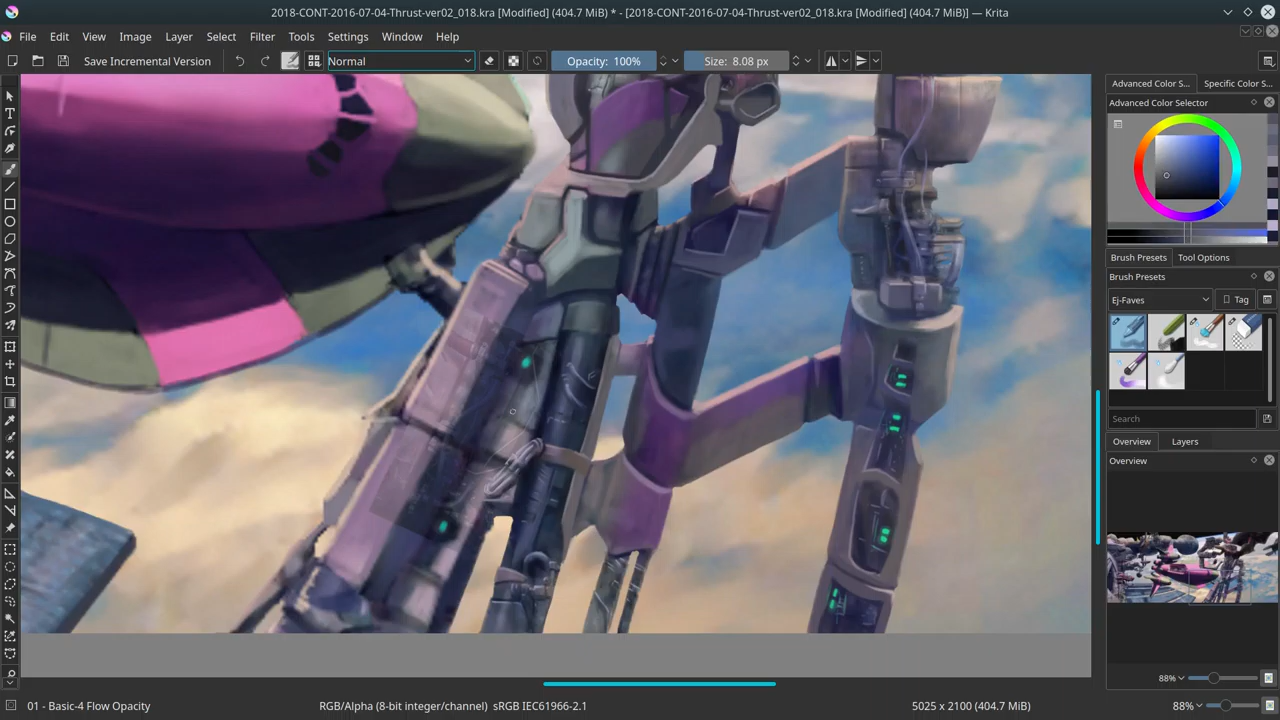 2018-CONT-2016-07-04-Thrust-ver02_018.kra [Modified] (404.7 MiB) * - [2018-CONT-2016-07-04-Thrust-ver02_018.kra [Modified] (404.7 MiB)] — Krita
File Edit View Image Layer Select Filter Tools Settings Window Help
Save Incremental Version Normal Opacity: 100% Size: 8.08 px
Advanced Color S... Specific Color S...
Advanced Color Selector
Brush Presets Tool Options
Brush Presets
Ej-Faves Tag
Search
Overview Layers
Overview
88%
01 - Basic-4 Flow Opacity RGB/Alpha (8-bit integer/channel) sRGB IEC61966-2.1 5025 x 2100 (404.7 MiB) 88%